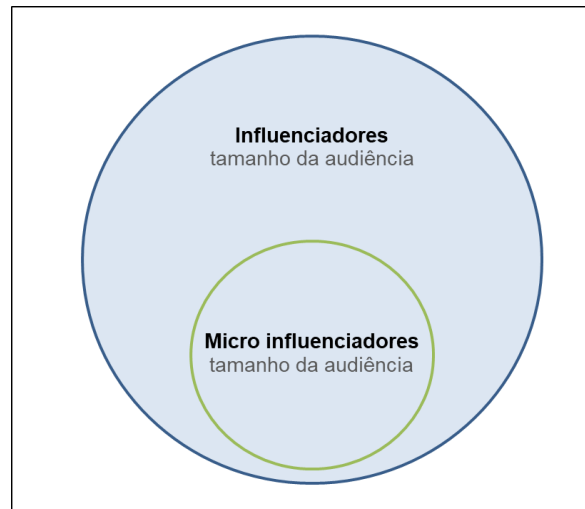 Influenciadores
tamanho da audiência
Micro influenciadores
tamanho da audiência